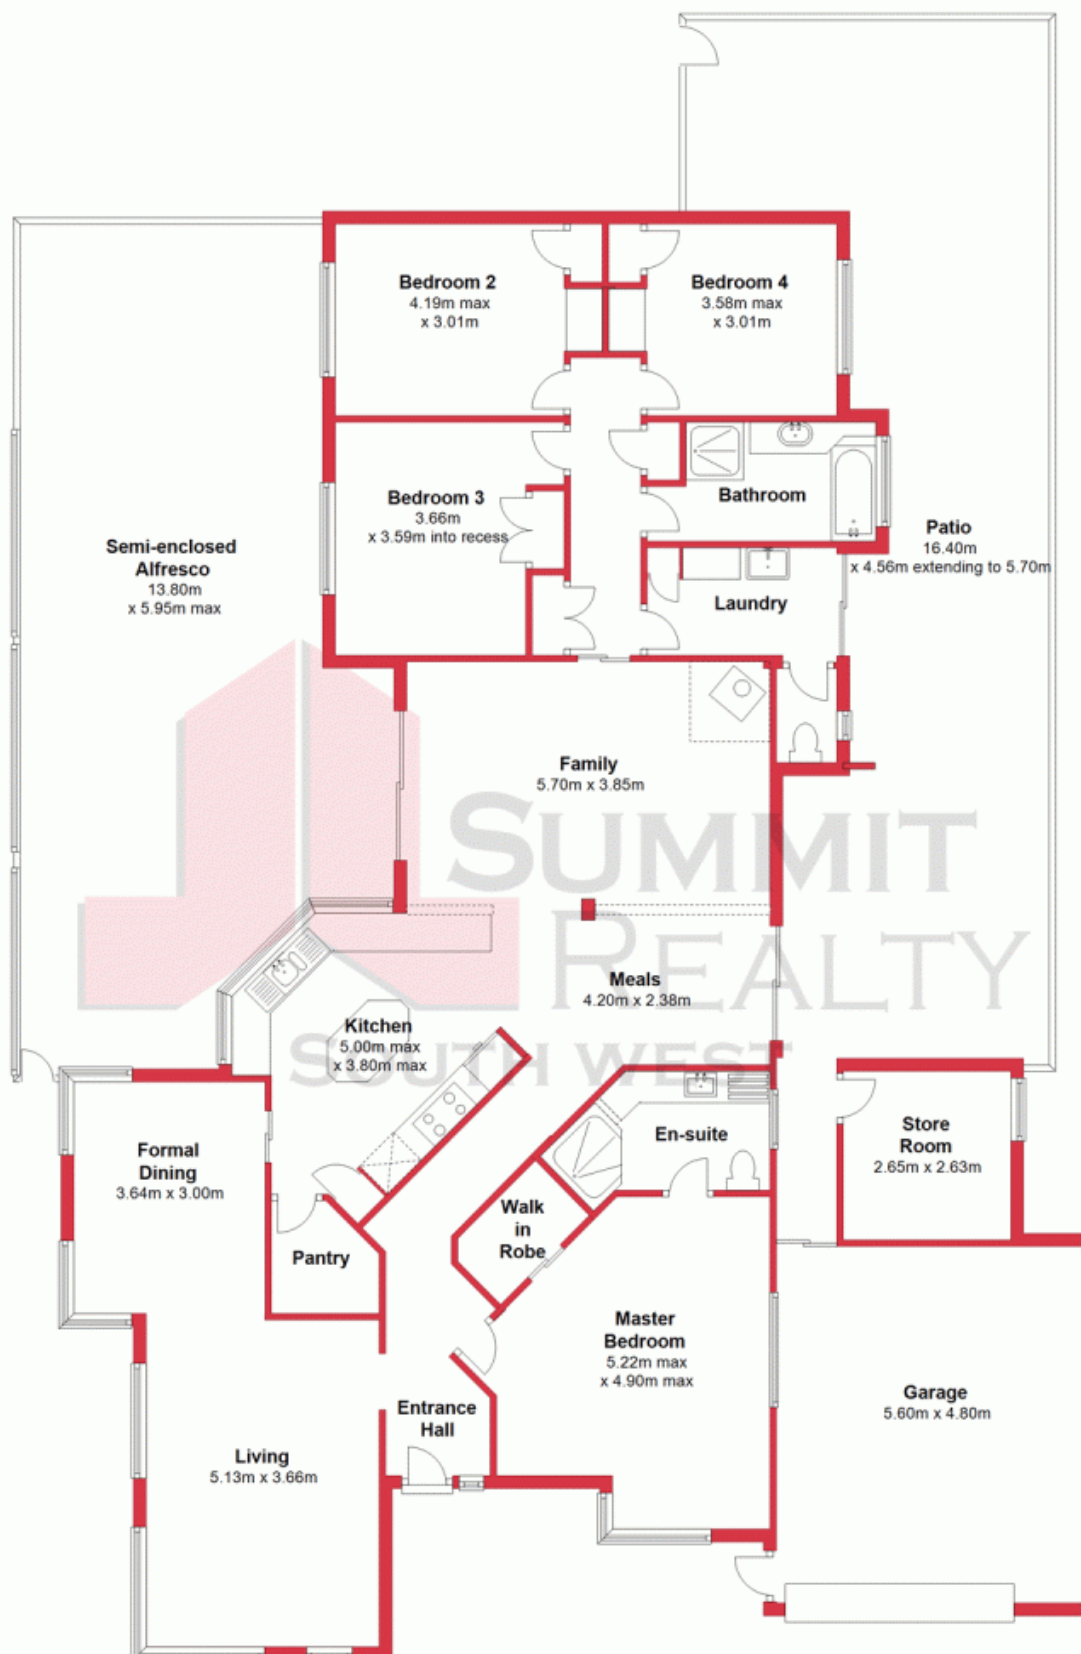 Bedroom 2
4.19m max
x 3.01m
Bedroom 4
3.58m max
x 3.01m
Bedroom 3
3.66m
x 3.59m into recess
Bathroom
Semi-enclosed
Alfresco
13.80m
x 5.95m max
Patio
16.40m
x 4.56m extending to 5.70m
Laundry
Family
5.70m x 3.85m
SUMMIT
REALTY
SOUTH WEST
Meals
4.20m x 2.38m
Kitchen
5.00m max
x 3.80m max
Formal
Dining
3.64m x 3.00m
En-suite
Store
Room
2.65m x 2.63m
Walk
in
Robe
Pantry
Master
Bedroom
5.22m max
x 4.90m max
Entrance
Hall
Garage
5.60m x 4.80m
Living
5.13m x 3.66m